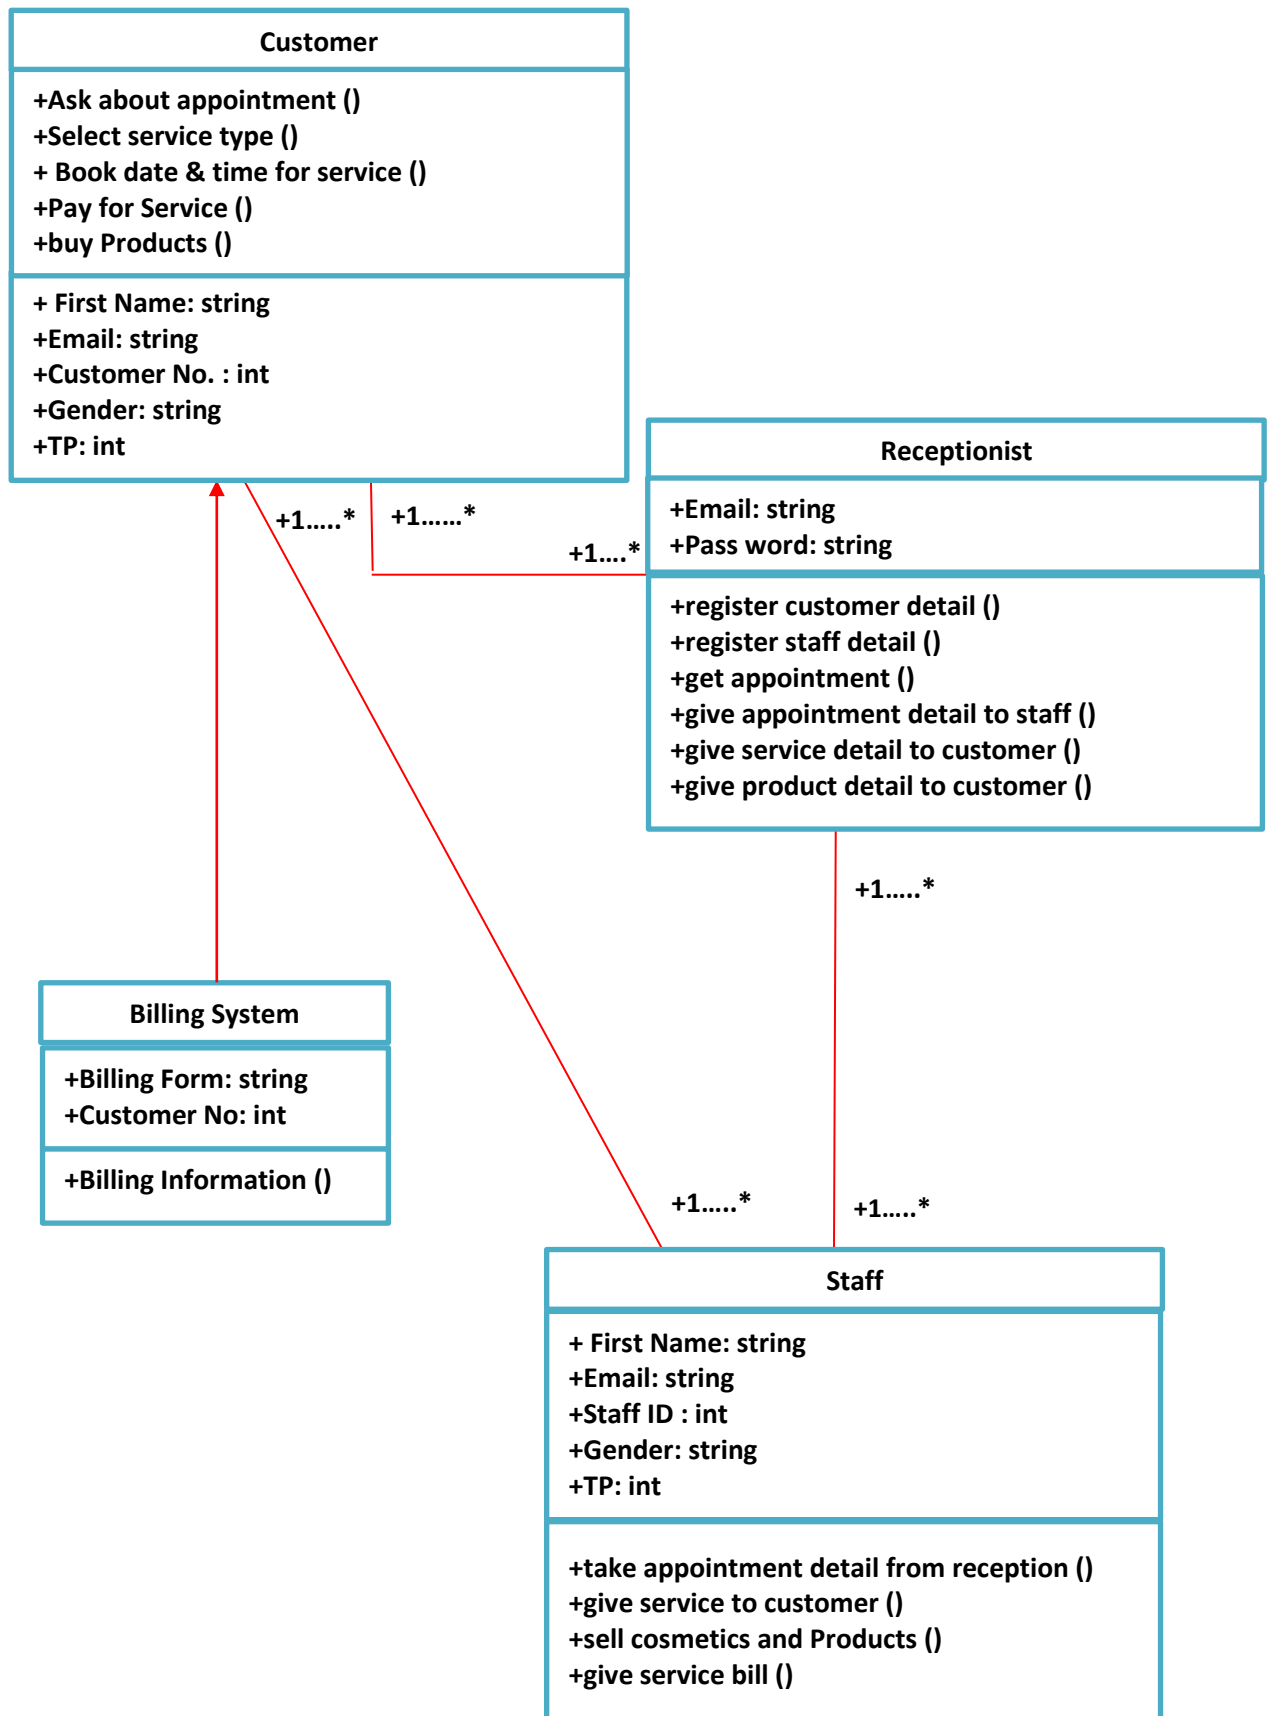 Customer
+Ask about appointment ()
+Select service type ()
+ Book date & time for service ()
+Pay for Service ()
+buy Products ()
+ First Name: string
+Email: string
+Customer No. : int
+Gender: string
+TP: int
+1.....*
+1......*
+1....*
Receptionist
+Email: string
+Pass word: string
+register customer detail ()
+register staff detail ()
+get appointment ()
+give appointment detail to staff ()
+give service detail to customer ()
+give product detail to customer ()
+1.....*
Billing System
+Billing Form: string
+Customer No: int
+Billing Information ()
+1.....*
+1.....*
Staff
+ First Name: string
+Email: string
+Staff ID : int
+Gender: string
+TP: int
+take appointment detail from reception ()
+give service to customer ()
+sell cosmetics and Products ()
+give service bill ()